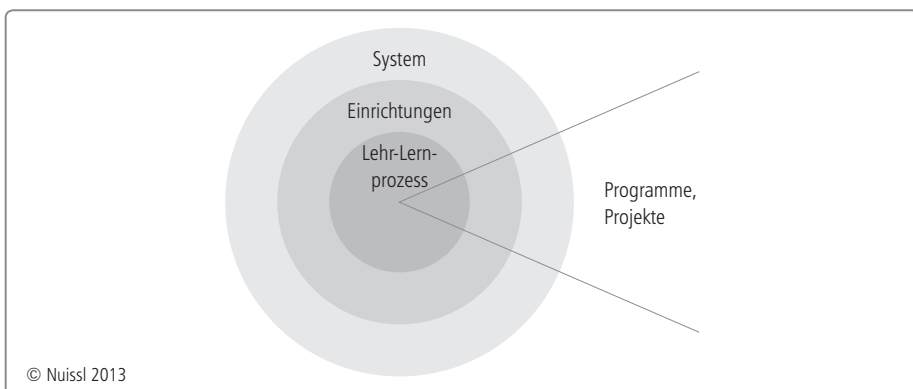 System
Einrichtungen
Lehr-Lern-
prozess
Programme,
Projekte
© Nuissl 2013